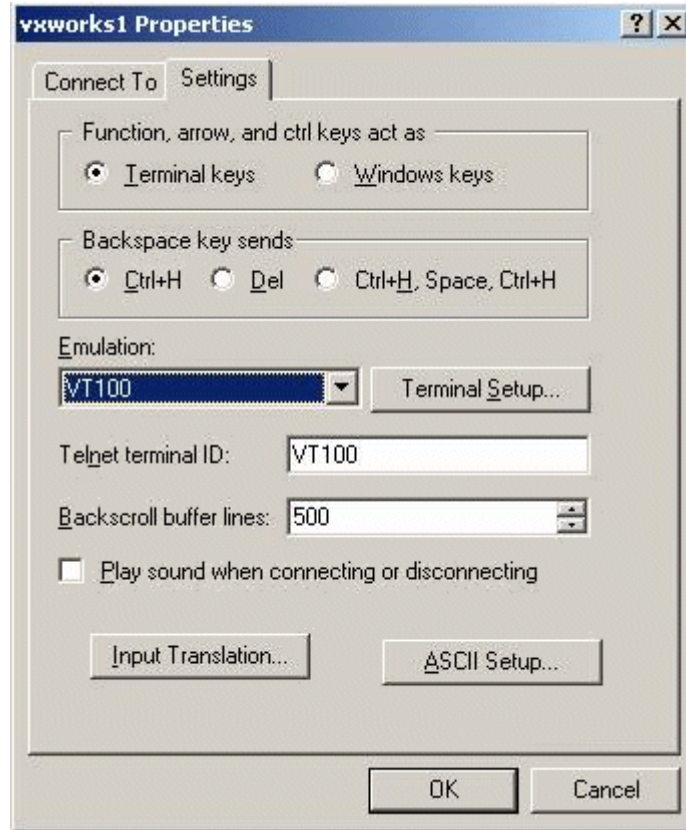 vxworks1 Properties
Connect To Settings
Function, arrow, and ctrl keys act as
Terminal keys Windows keys
Backspace key sends
Ctrl+H Del Ctrl+H, Space, Ctrl+H
Emulation:
VT100 Terminal Setup...
Telnet terminal ID: VT100
Backscroll buffer lines: 500
Play sound when connecting or disconnecting
Input Translation... ASCII Setup...
OK Cancel